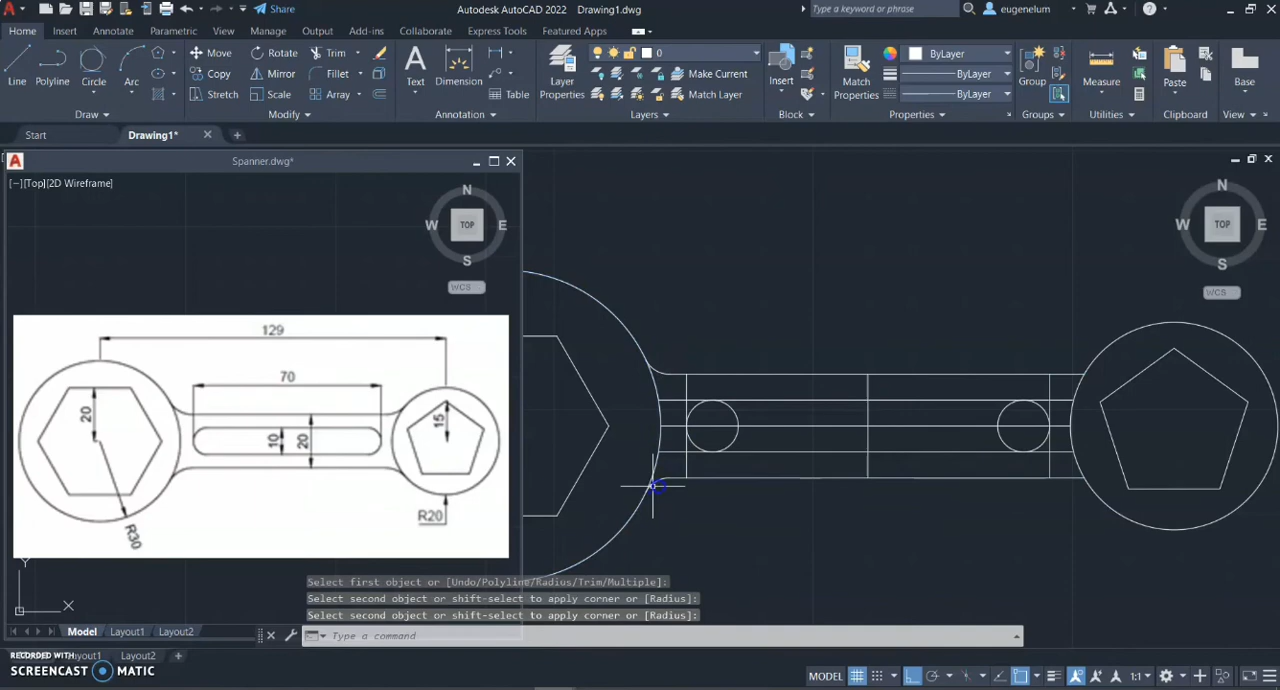 Share
Autodesk AutoCAD 2022 Drawing1.dwg
Type a keyword or phrase
eugenelum
Home Insert Annotate Parametric View Manage Output Add-ins Collaborate Express Tools Featured Apps
Line
Polyline
Circle
Arc
Move
Rotate
Trim
Copy
Mirror
Fillet
Stretch
Scale
Array
Text
Dimension
Table
Layer
Properties
0
Make Current
Match Layer
Insert
Match
Properties
ByLayer
ByLayer
ByLayer
Group
Measure
Paste
Base
Draw Modify Annotation Layers Block Properties Groups Utilities Clipboard View
Start Drawing1* +
Spanner.dwg*
[−][Top][2D Wireframe]
N
W TOP E
S
WCS
N
W TOP E
S
WCS
129
70
20
10
20
15
R30
R20
Y
X
Select first object or [Undo/Polyline/Radius/Trim/Multiple]:
Select second object or shift-select to apply corner or [Radius]:
Select second object or shift-select to apply corner or [Radius]:
Type a command
Model Layout1 Layout2
Layout2 +
RECORDED WITH
SCREENCAST MATIC
MODEL
1:1